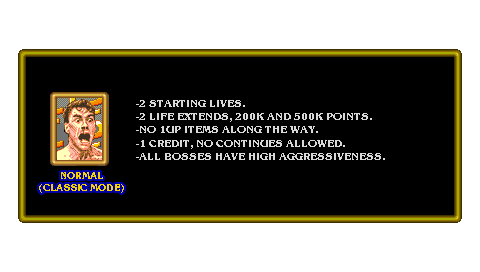 -2 STARTING LIVES.
-2 LIFE EXTENDS, 200K AND 500K POINTS.
-NO 1UP ITEMS ALONG THE WAY.
-1 CREDIT, NO CONTINUES ALLOWED.
-ALL BOSSES HAVE HIGH AGGRESSIVENESS.
NORMAL
(CLASSIC MODE)